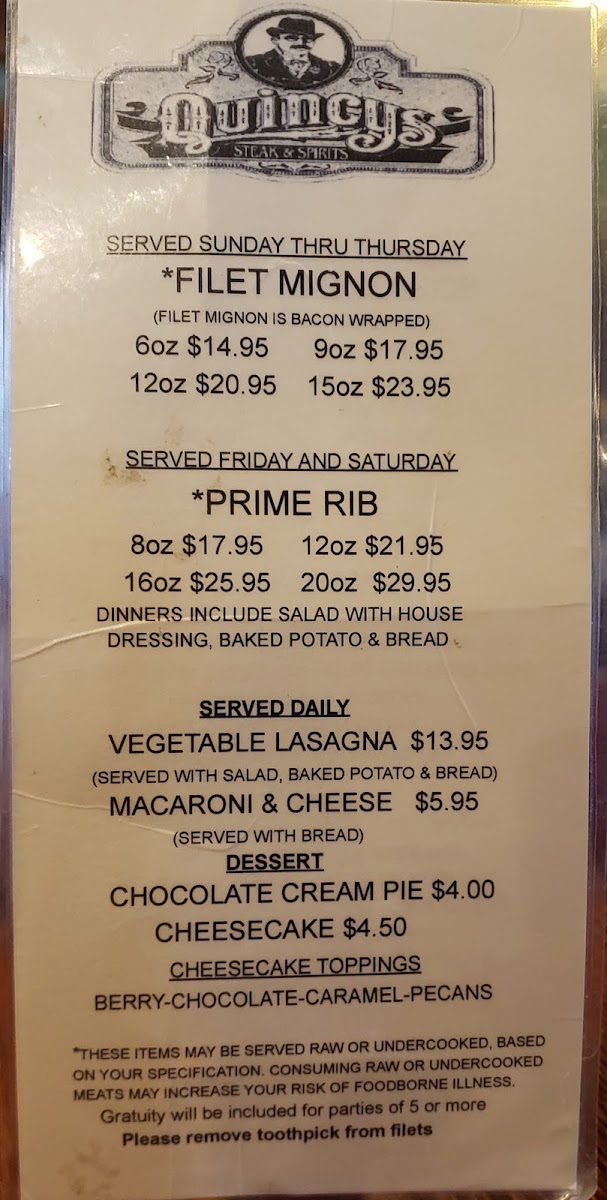 Quincys
STEAK & SPIRITS
SERVED SUNDAY THRU THURSDAY
*FILET MIGNON
(FILET MIGNON IS BACON WRAPPED)
6oz $14.95 9oz $17.95
12oz $20.95 15oz $23.95
SERVED FRIDAY AND SATURDAY
*PRIME RIB
8oz $17.95 12oz $21.95
16oz $25.95 20oz $29.95
DINNERS INCLUDE SALAD WITH HOUSE
DRESSING, BAKED POTATO & BREAD
SERVED DAILY
VEGETABLE LASAGNA $13.95
(SERVED WITH SALAD, BAKED POTATO & BREAD)
MACARONI & CHEESE $5.95
(SERVED WITH BREAD)
DESSERT
CHOCOLATE CREAM PIE $4.00
CHEESECAKE $4.50
CHEESECAKE TOPPINGS
BERRY-CHOCOLATE-CARAMEL-PECANS
*THESE ITEMS MAY BE SERVED RAW OR UNDERCOOKED, BASED
ON YOUR SPECIFICATION. CONSUMING RAW OR UNDERCOOKED
MEATS MAY INCREASE YOUR RISK OF FOODBORNE ILLNESS.
Gratuity will be included for parties of 5 or more
Please remove toothpick from filets